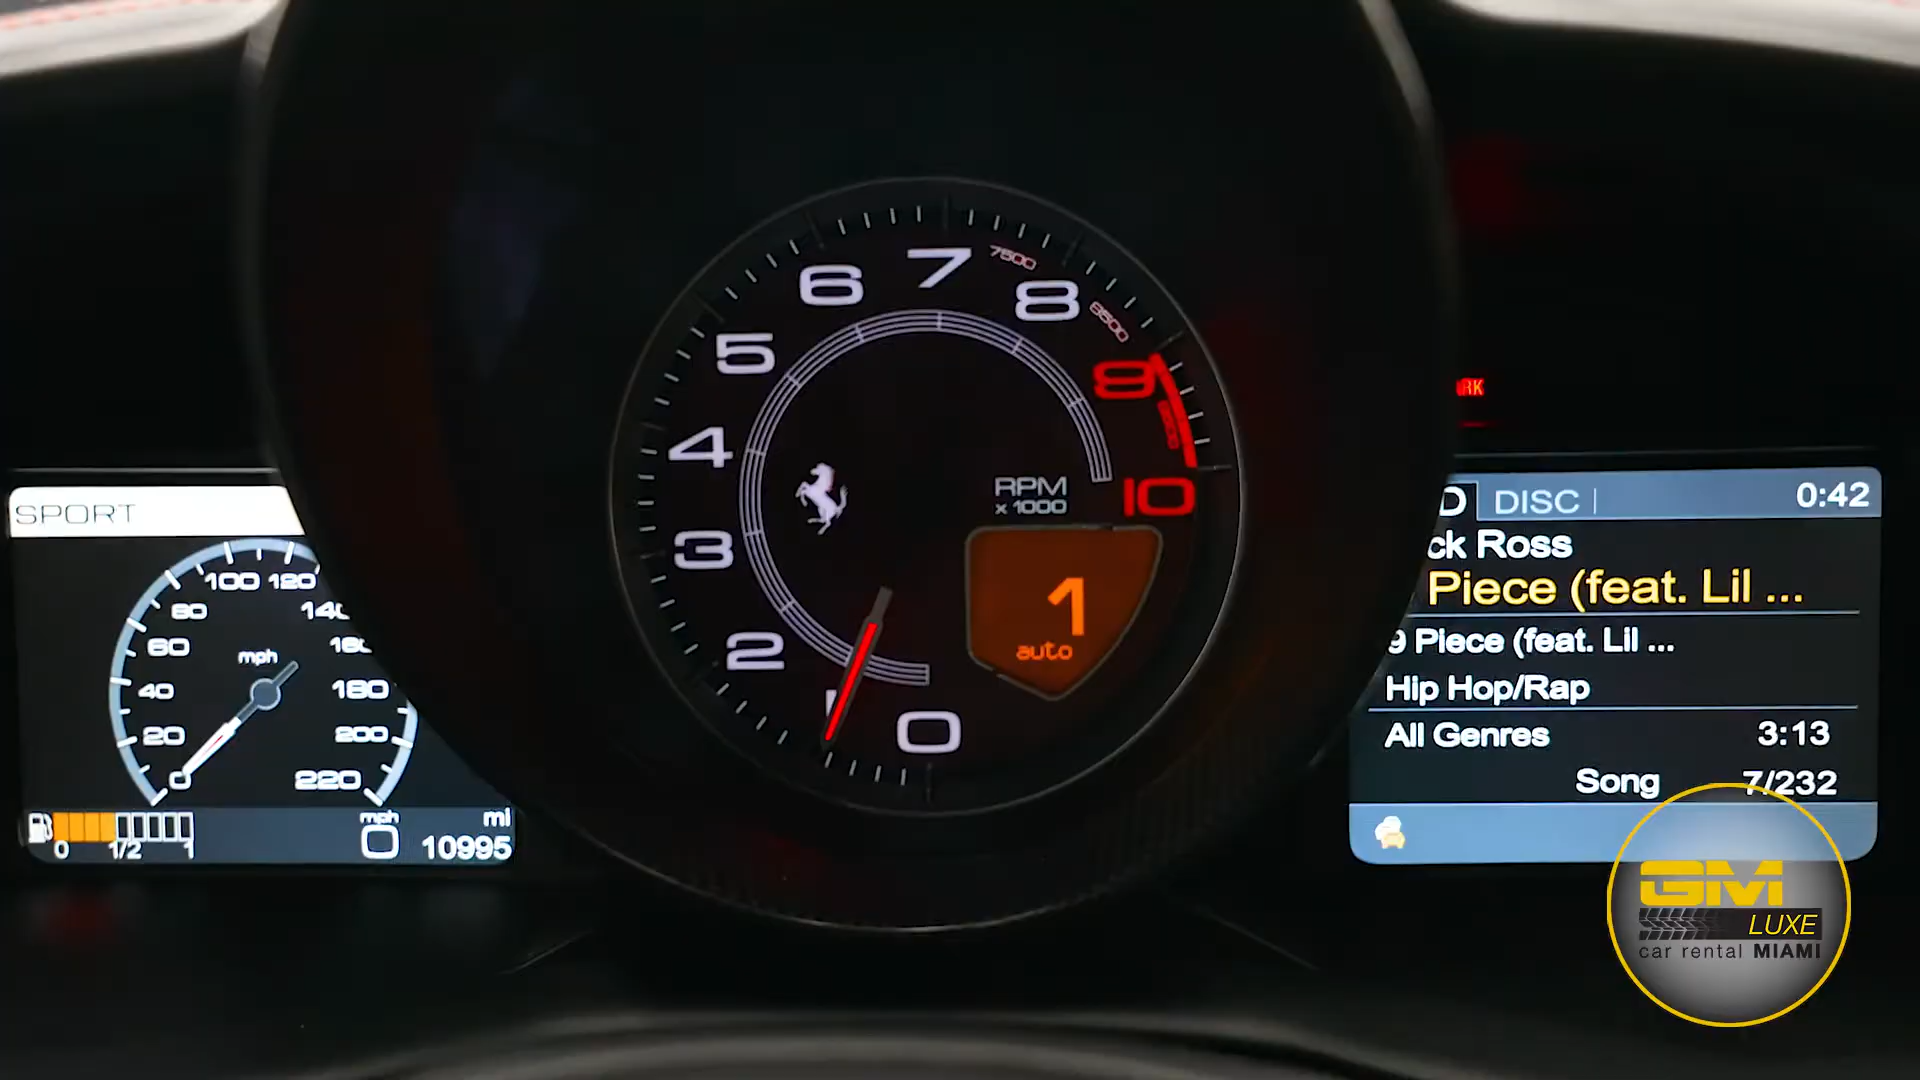 SPORT
100 120
80 140
60 160
mph
40 180
20 200
0 220
mph mi
0 1/2 1
0 10995
7 7500
6 8
8500
5 9
4
RPM
x 1000 10
3
1
auto
2
0
ARK
D DISC 0:42
ck Ross
Piece (feat. Lil ...
9 Piece (feat. Lil ...
Hip Hop/Rap
All Genres 3:13
Song 7/232
GM
LUXE
car rental MIAMI